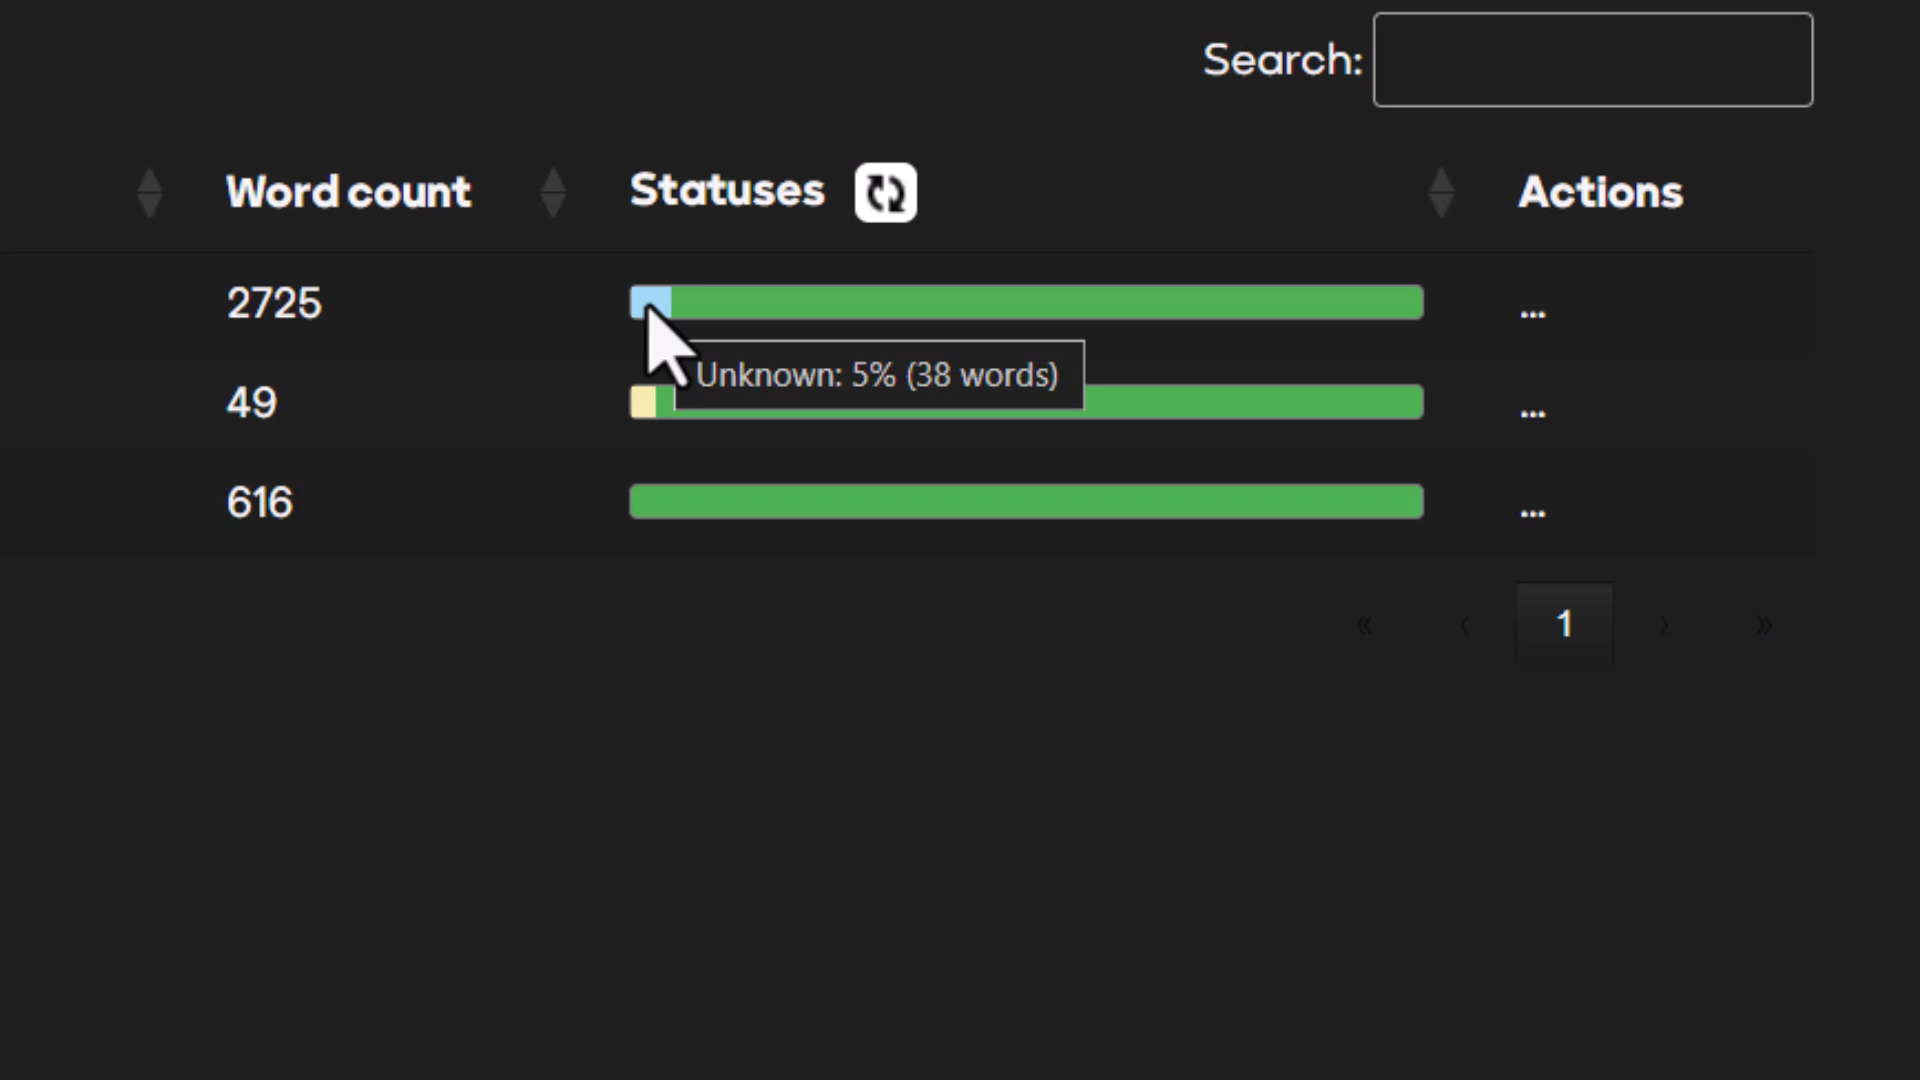 Search:
Word count Statuses Actions
2725 ...
Unknown: 5% (38 words)
49 ...
616 ...
« ‹ 1 › »